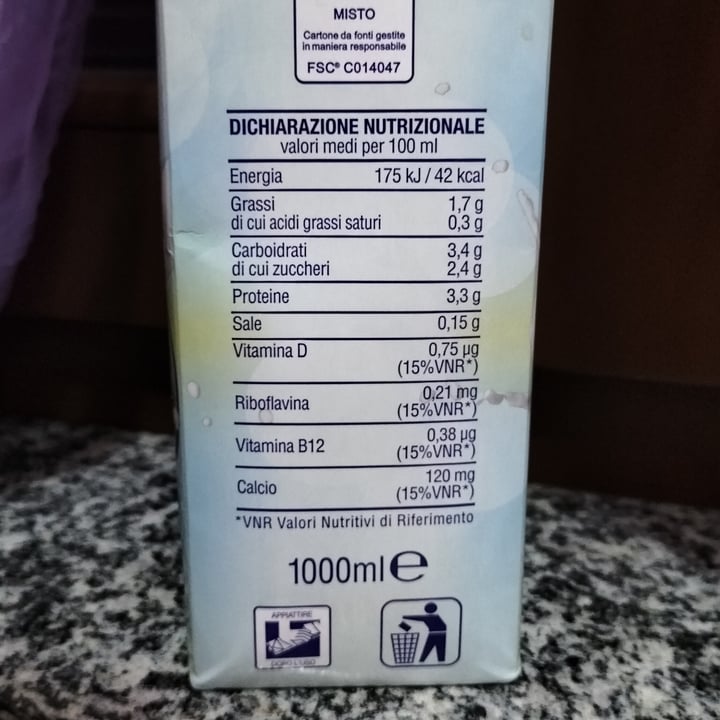 MISTO
Cartone da fonti gestite
in maniera responsabile
FSC® C014047
DICHIARAZIONE NUTRIZIONALE
valori medi per 100 ml
Energia 175 kJ / 42 kcal
Grassi 1,7 g
di cui acidi grassi saturi 0,3 g
Carboidrati 3,4 g
di cui zuccheri 2,4 g
Proteine 3,3 g
Sale 0,15 g
Vitamina D 0,75 µg
(15%VNR*)
Riboflavina 0,21 mg
(15%VNR*)
Vitamina B12 0,38 µg
(15%VNR*)
Calcio 120 mg
(15%VNR*)
*VNR Valori Nutritivi di Riferimento
1000ml e
APPIATTIRE
DOPO L'USO